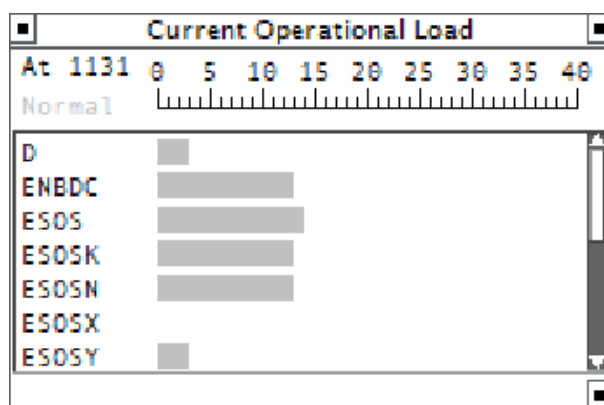 Current Operational Load
At 1131 0 5 10 15 20 25 30 35 40
Normal
D
ENBDC
ESOS
ESOSK
ESOSN
ESOSX
ESOSY